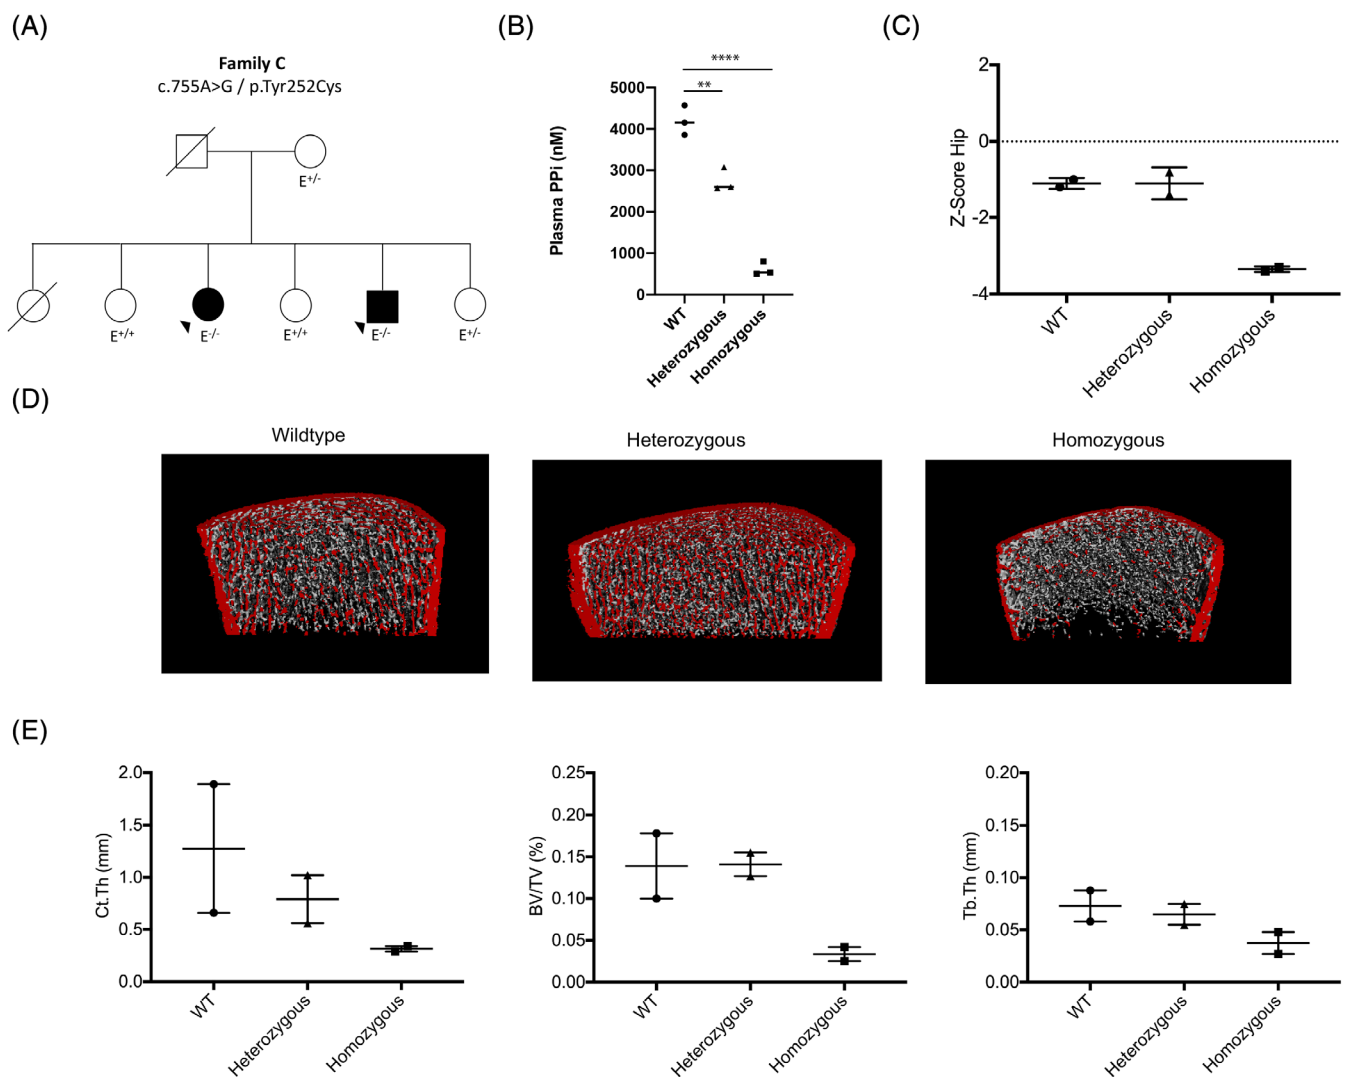 (A)
Family C
c.755A>G / p.Tyr252Cys
E+/-
E+/+
E-/-
E+/+
E-/-
E+/-
(B)
****
**
Plasma PPi (nM)
5000
4000
3000
2000
1000
0
WT
Heterozygous
Homozygous
(C)
Z-Score Hip
2
0
-2
-4
WT
Heterozygous
Homozygous
(D)
Wildtype
Heterozygous
Homozygous
(E)
Ct.Th (mm)
2.0
1.5
1.0
0.5
0.0
WT
Heterozygous
Homozygous
BV/TV (%)
0.25
0.20
0.15
0.10
0.05
0.00
WT
Heterozygous
Homozygous
Tb.Th (mm)
0.20
0.15
0.10
0.05
0.00
WT
Heterozygous
Homozygous